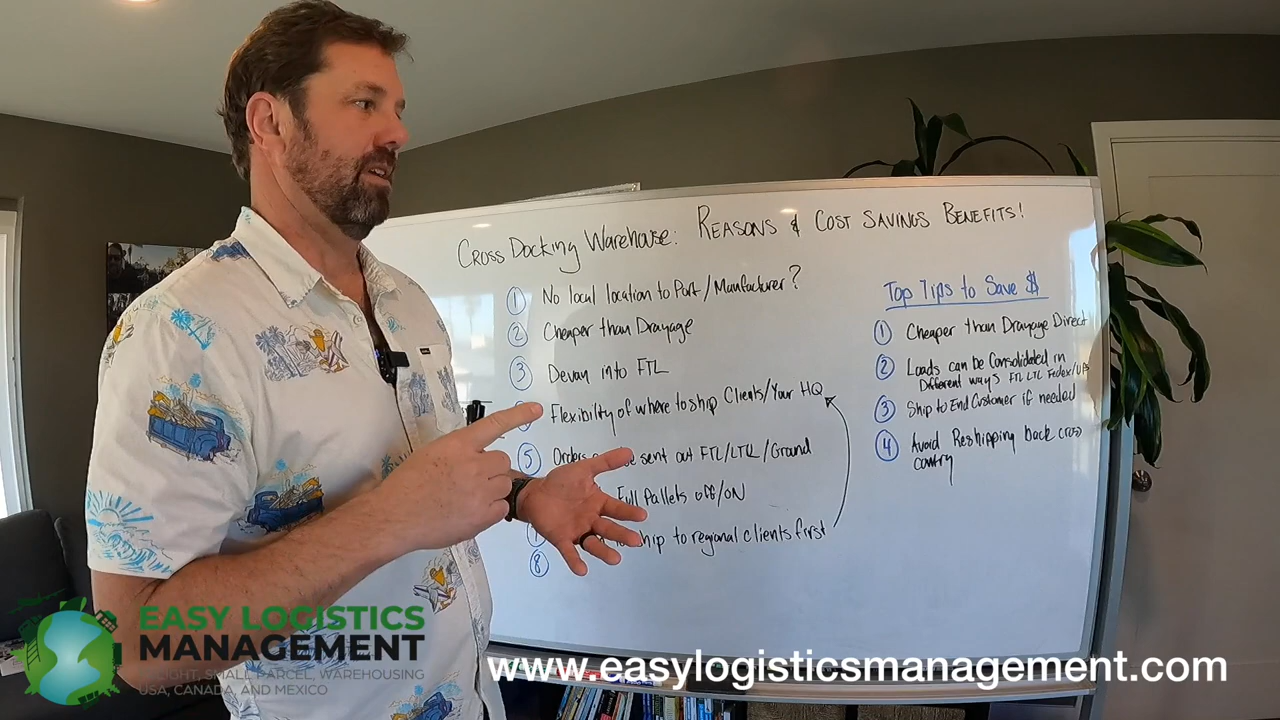 Cross Docking Warehouse: Reasons & Cost Savings Benefits!
1 No local location to Port/Manfacturer?
2 Cheaper than Drayage
3 Devan into FTL
Flexibility of where to ship Clients/Your HQ
5 Orders sent out FTL/LTL/Ground
Full Pallets off/on
ship to regional clients first
8
Top Tips to Save $
1 Cheaper than Drayage Direct
2 Loads can be Consolidated in
Different ways FTL LTL Fedex/UPS
3 Ship to End Customer if needed
4 Avoid Reshipping back cross
country
EASY LOGISTICS
MANAGEMENT
FREIGHT, SMALL PARCEL, WAREHOUSING
USA, CANADA, AND MEXICO
www.easylogisticsmanagement.com